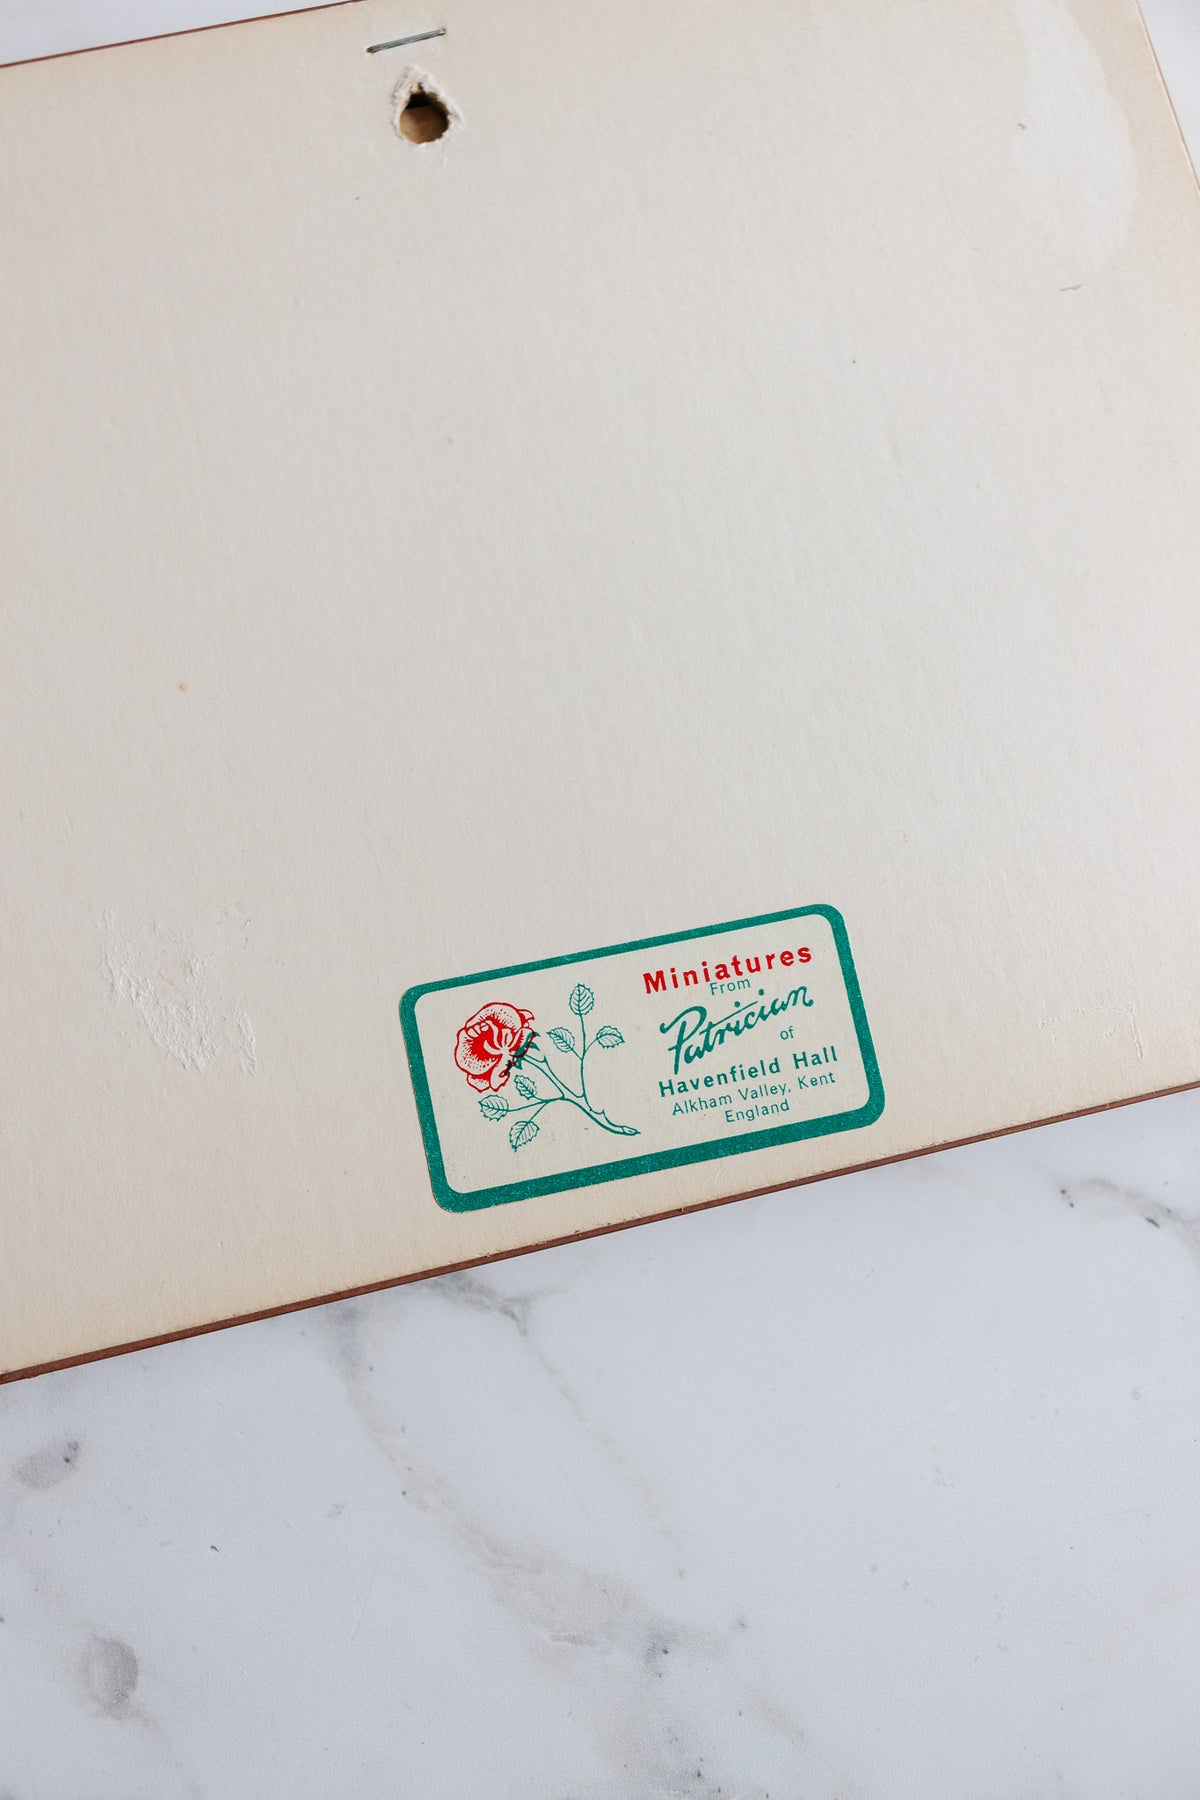 Miniatures
From
Patrician
of
Havenfield Hall
Alkham Valley, Kent
England